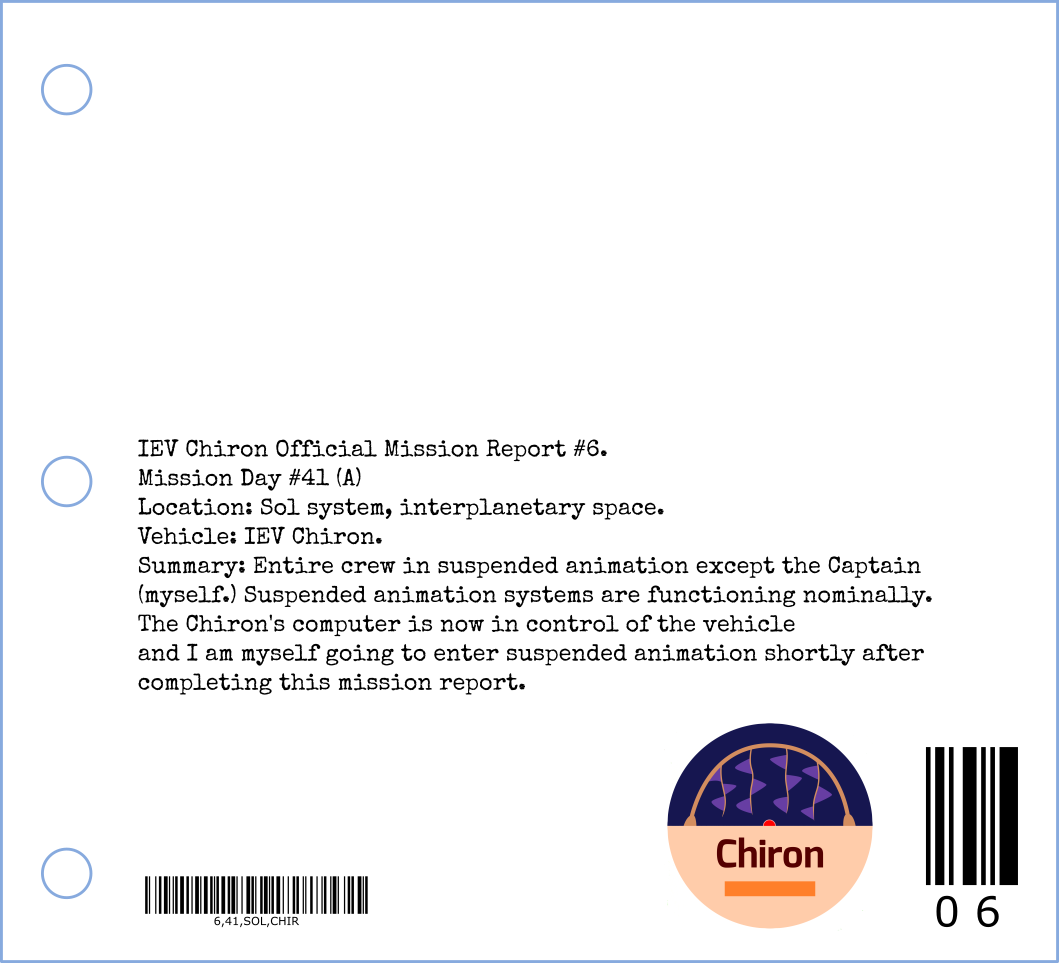 IEV Chiron Official Mission Report #6.
Mission Day #41 (A)
Location: Sol system, interplanetary space.
Vehicle: IEV Chiron.
Summary: Entire crew in suspended animation except the Captain
(myself.) Suspended animation systems are functioning nominally.
The Chiron's computer is now in control of the vehicle
and I am myself going to enter suspended animation shortly after
completing this mission report.
Chiron
6,41,SOL,CHIR
06